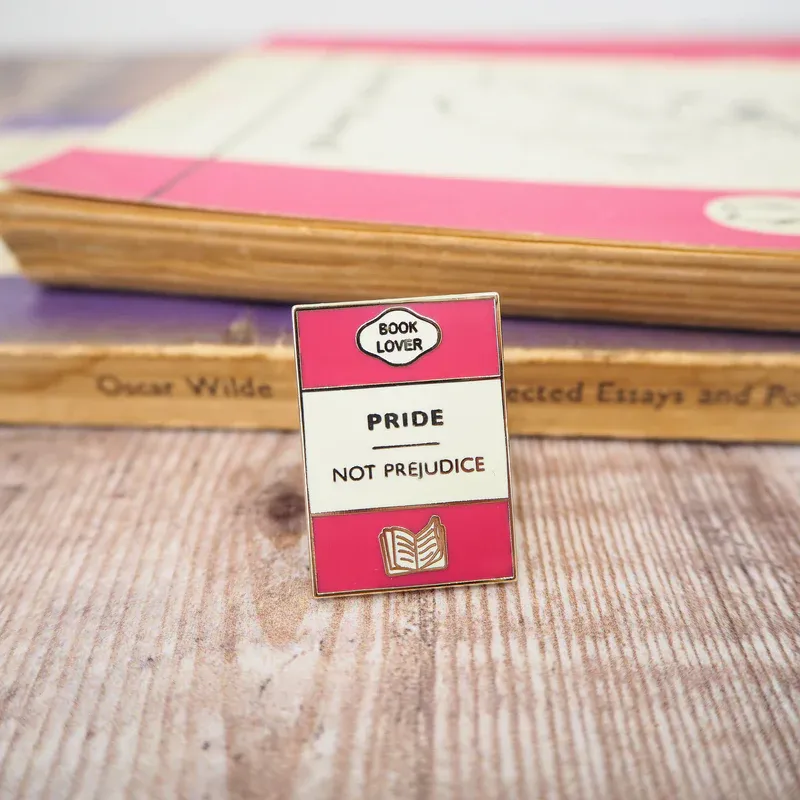 BOOK
LOVER
PRIDE
NOT PREJUDICE
Oscar Wilde
ected Essays and Po